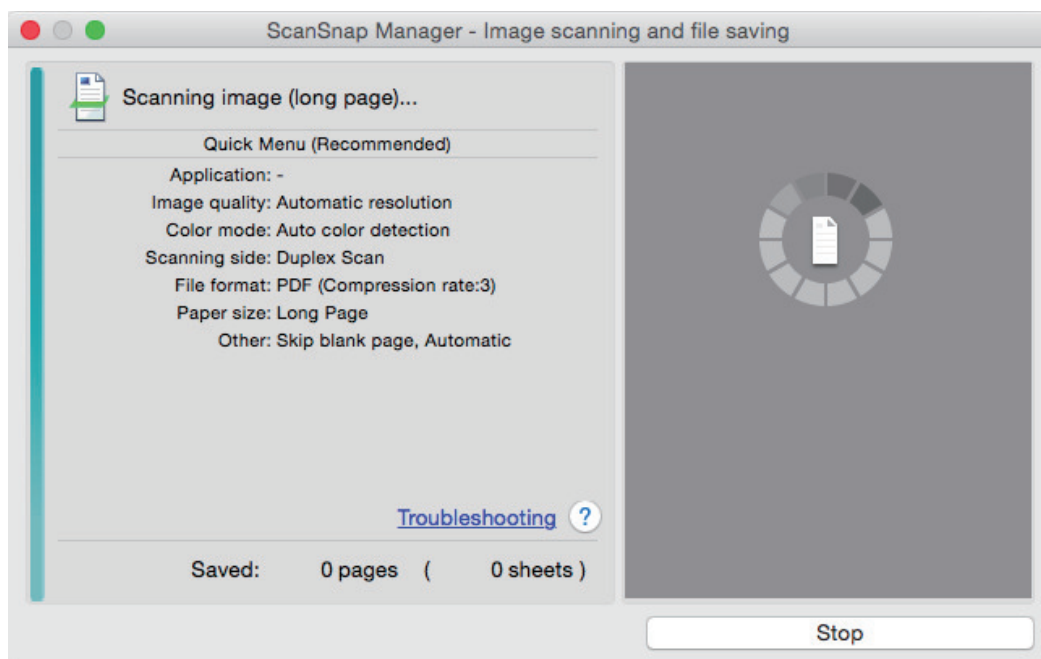 ScanSnap Manager - Image scanning and file saving
Scanning image (long page)...
Quick Menu (Recommended)
Application: -
Image quality: Automatic resolution
Color mode: Auto color detection
Scanning side: Duplex Scan
File format: PDF (Compression rate:3)
Paper size: Long Page
Other: Skip blank page, Automatic
Troubleshooting ?
Saved: 0 pages ( 0 sheets )
Stop